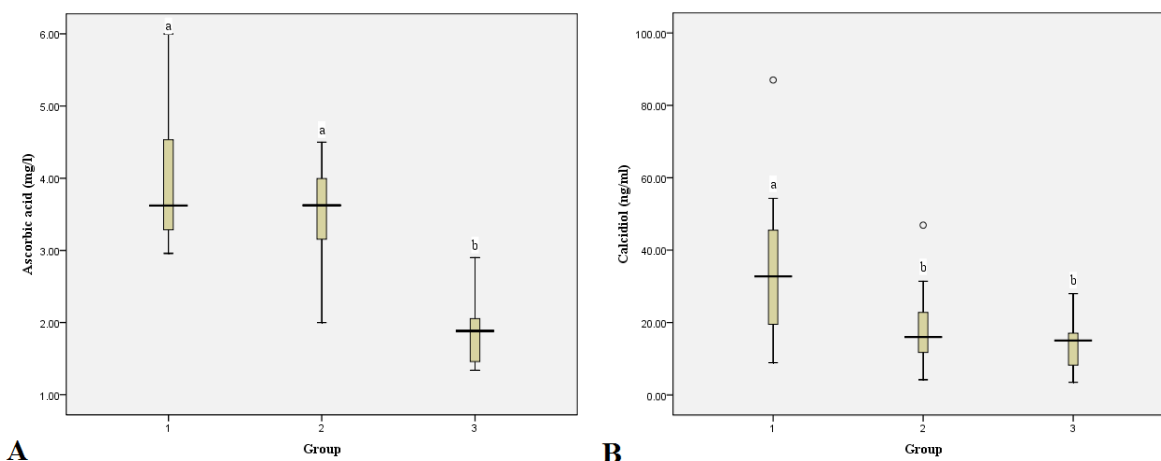 6.00
5.00
4.00
3.00
2.00
1.00
Ascorbic acid (mg/l)
a
a
b
1
2
3
Group
A
100.00
80.00
60.00
40.00
20.00
0.00
Calcidiol (ng/ml)
a
b
b
1
2
3
Group
B